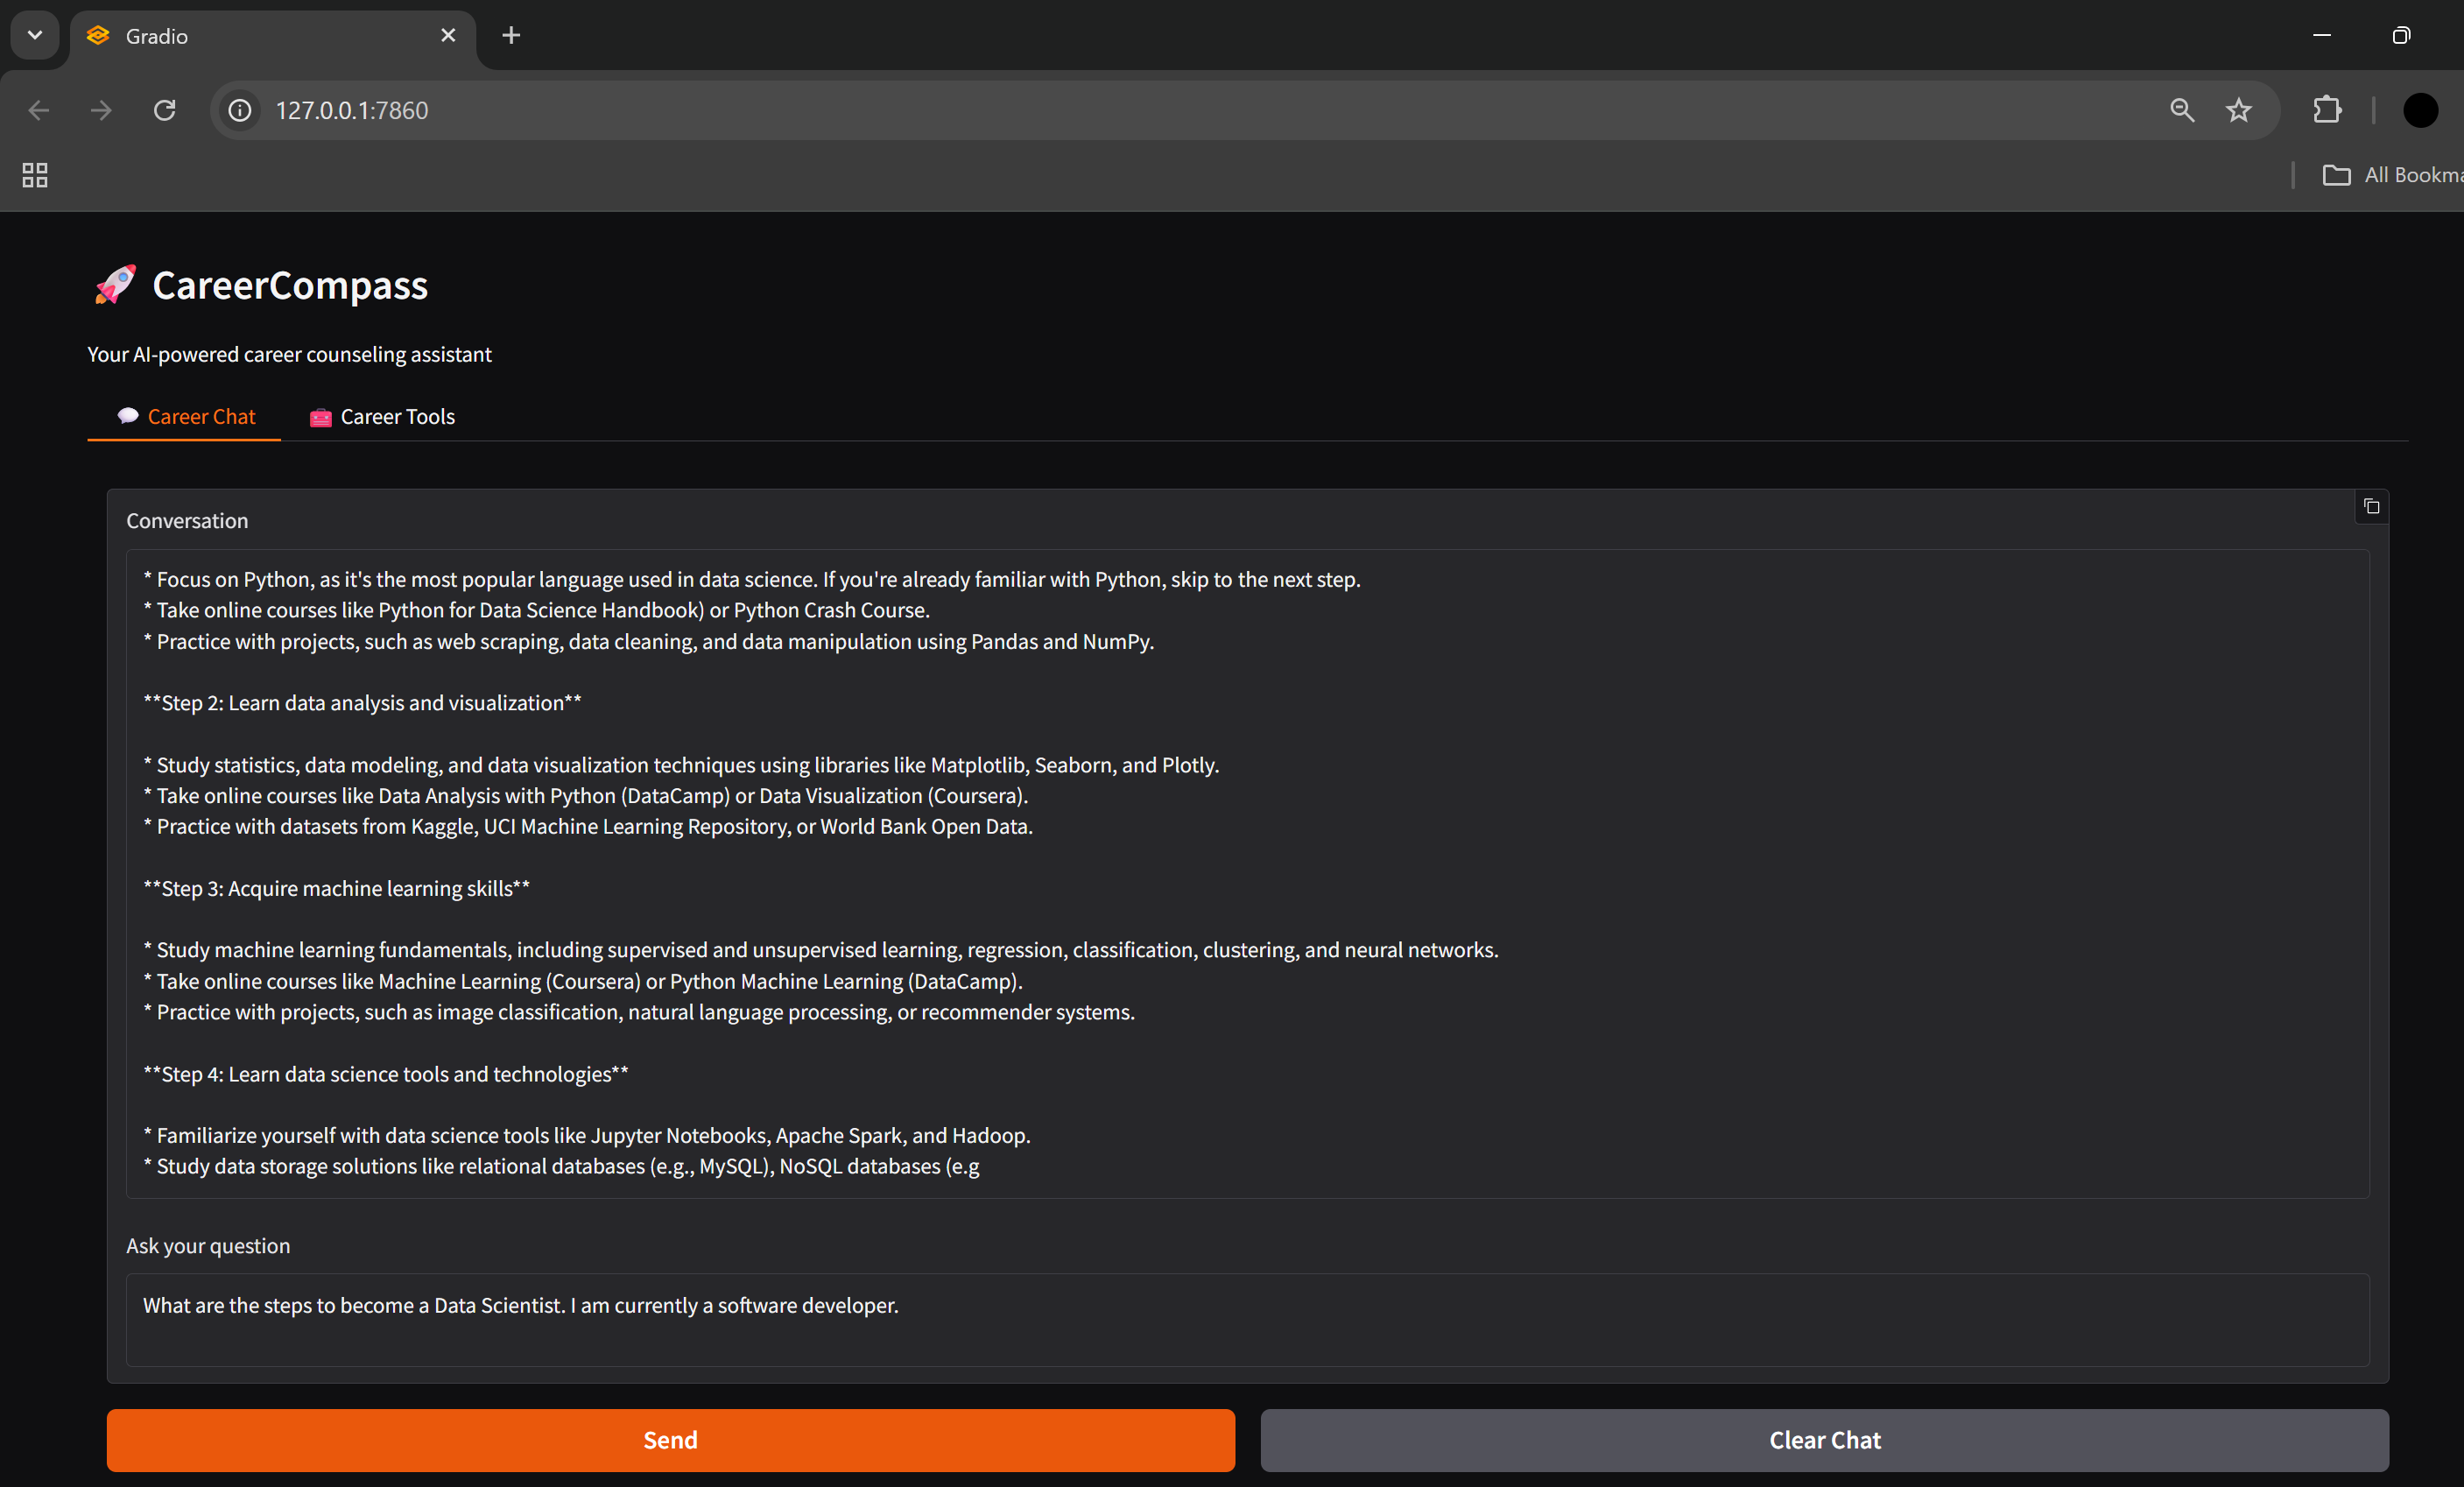 Gradio
127.0.0.1:7860
All Bookma
🚀 CareerCompass
Your AI-powered career counseling assistant
💬 Career Chat
🧰 Career Tools
Conversation
* Focus on Python, as it's the most popular language used in data science. If you're already familiar with Python, skip to the next step.
* Take online courses like Python for Data Science Handbook) or Python Crash Course.
* Practice with projects, such as web scraping, data cleaning, and data manipulation using Pandas and NumPy.
**Step 2: Learn data analysis and visualization**
* Study statistics, data modeling, and data visualization techniques using libraries like Matplotlib, Seaborn, and Plotly.
* Take online courses like Data Analysis with Python (DataCamp) or Data Visualization (Coursera).
* Practice with datasets from Kaggle, UCI Machine Learning Repository, or World Bank Open Data.
**Step 3: Acquire machine learning skills**
* Study machine learning fundamentals, including supervised and unsupervised learning, regression, classification, clustering, and neural networks.
* Take online courses like Machine Learning (Coursera) or Python Machine Learning (DataCamp).
* Practice with projects, such as image classification, natural language processing, or recommender systems.
**Step 4: Learn data science tools and technologies**
* Familiarize yourself with data science tools like Jupyter Notebooks, Apache Spark, and Hadoop.
* Study data storage solutions like relational databases (e.g., MySQL), NoSQL databases (e.g
Ask your question
What are the steps to become a Data Scientist. I am currently a software developer.
Send
Clear Chat